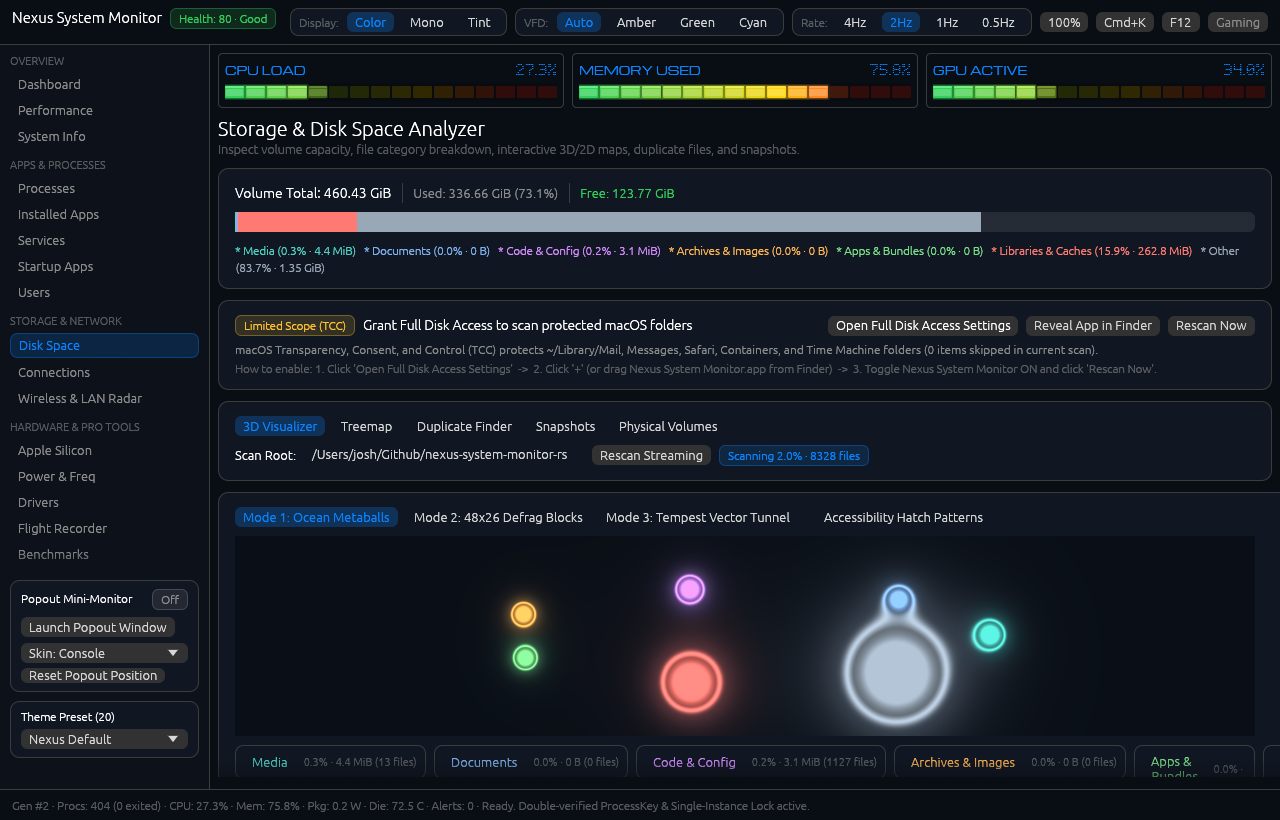 Nexus System Monitor Health: 80 · Good Display: Color Mono Tint VFD: Auto Amber Green Cyan Rate: 4Hz 2Hz 1Hz 0.5Hz 100% Cmd+K F12 Gaming
OVERVIEW
Dashboard
Performance
System Info
APPS & PROCESSES
Processes
Installed Apps
Services
Startup Apps
Users
STORAGE & NETWORK
Disk Space
Connections
Wireless & LAN Radar
HARDWARE & PRO TOOLS
Apple Silicon
Power & Freq
Drivers
Flight Recorder
Benchmarks
Popout Mini-Monitor Off
Launch Popout Window
Skin: Console
Reset Popout Position
Theme Preset (20)
Nexus Default
CPU LOAD 27.3% MEMORY USED 75.8% GPU ACTIVE 34.0%
Storage & Disk Space Analyzer
Inspect volume capacity, file category breakdown, interactive 3D/2D maps, duplicate files, and snapshots.
Volume Total: 460.43 GiB Used: 336.66 GiB (73.1%) Free: 123.77 GiB
* Media (0.3% · 4.4 MiB) * Documents (0.0% · 0 B) * Code & Config (0.2% · 3.1 MiB) * Archives & Images (0.0% · 0 B) * Apps & Bundles (0.0% · 0 B) * Libraries & Caches (15.9% · 262.8 MiB) * Other
(83.7% · 1.35 GiB)
Limited Scope (TCC) Grant Full Disk Access to scan protected macOS folders Open Full Disk Access Settings Reveal App in Finder Rescan Now
macOS Transparency, Consent, and Control (TCC) protects ~/Library/Mail, Messages, Safari, Containers, and Time Machine folders (0 items skipped in current scan).
How to enable: 1. Click 'Open Full Disk Access Settings' -> 2. Click '+' (or drag Nexus System Monitor.app from Finder) -> 3. Toggle Nexus System Monitor ON and click 'Rescan Now'.
3D Visualizer Treemap Duplicate Finder Snapshots Physical Volumes
Scan Root: /Users/josh/Github/nexus-system-monitor-rs Rescan Streaming Scanning 2.0% · 8328 files
Mode 1: Ocean Metaballs Mode 2: 48x26 Defrag Blocks Mode 3: Tempest Vector Tunnel Accessibility Hatch Patterns
Media 0.3% · 4.4 MiB (13 files) Documents 0.0% · 0 B (0 files) Code & Config 0.2% · 3.1 MiB (1127 files) Archives & Images 0.0% · 0 B (0 files) Apps & 0.0% ·
Bundles
Gen #2 · Procs: 404 (0 exited) · CPU: 27.3% · Mem: 75.8% · Pkg: 0.2 W · Die: 72.5 C · Alerts: 0 · Ready. Double-verified ProcessKey & Single-Instance Lock active.